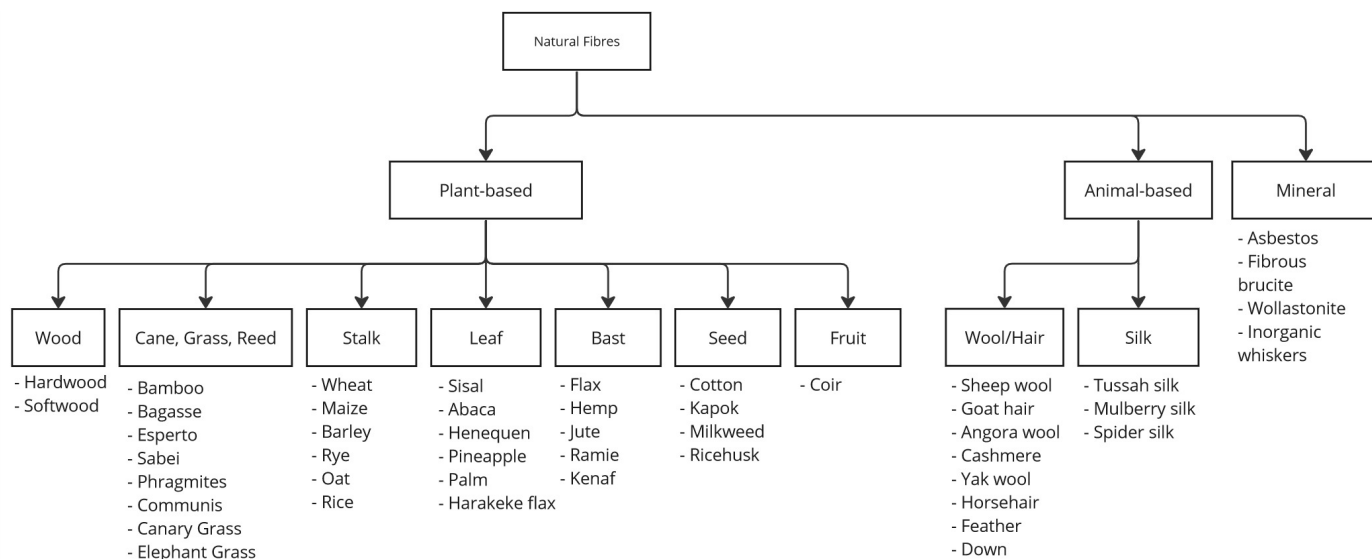 Natural Fibres
Plant-based
Animal-based
Mineral
- Asbestos
- Fibrous
brucite
- Wollastonite
- Inorganic
whiskers
Wood
- Hardwood
- Softwood
Cane, Grass, Reed
- Bamboo
- Bagasse
- Esperto
- Sabei
- Phragmites
- Communis
- Canary Grass
- Elephant Grass
Stalk
- Wheat
- Maize
- Barley
- Rye
- Oat
- Rice
Leaf
- Sisal
- Abaca
- Henequen
- Pineapple
- Palm
- Harakeke flax
Bast
- Flax
- Hemp
- Jute
- Ramie
- Kenaf
Seed
- Cotton
- Kapok
- Milkweed
- Ricehusk
Fruit
- Coir
Wool/Hair
- Sheep wool
- Goat hair
- Angora wool
- Cashmere
- Yak wool
- Horsehair
- Feather
- Down
Silk
- Tussah silk
- Mulberry silk
- Spider silk